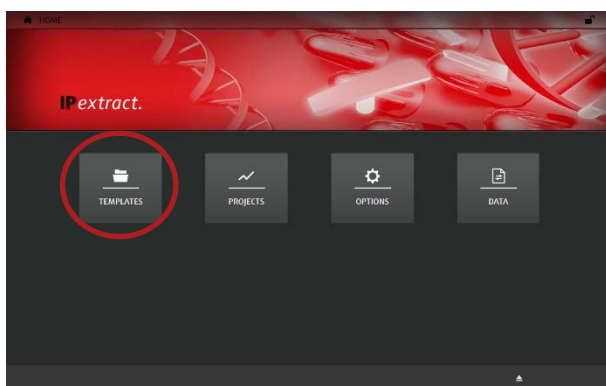 HOME
IPextract.
TEMPLATES
PROJECTS
OPTIONS
DATA